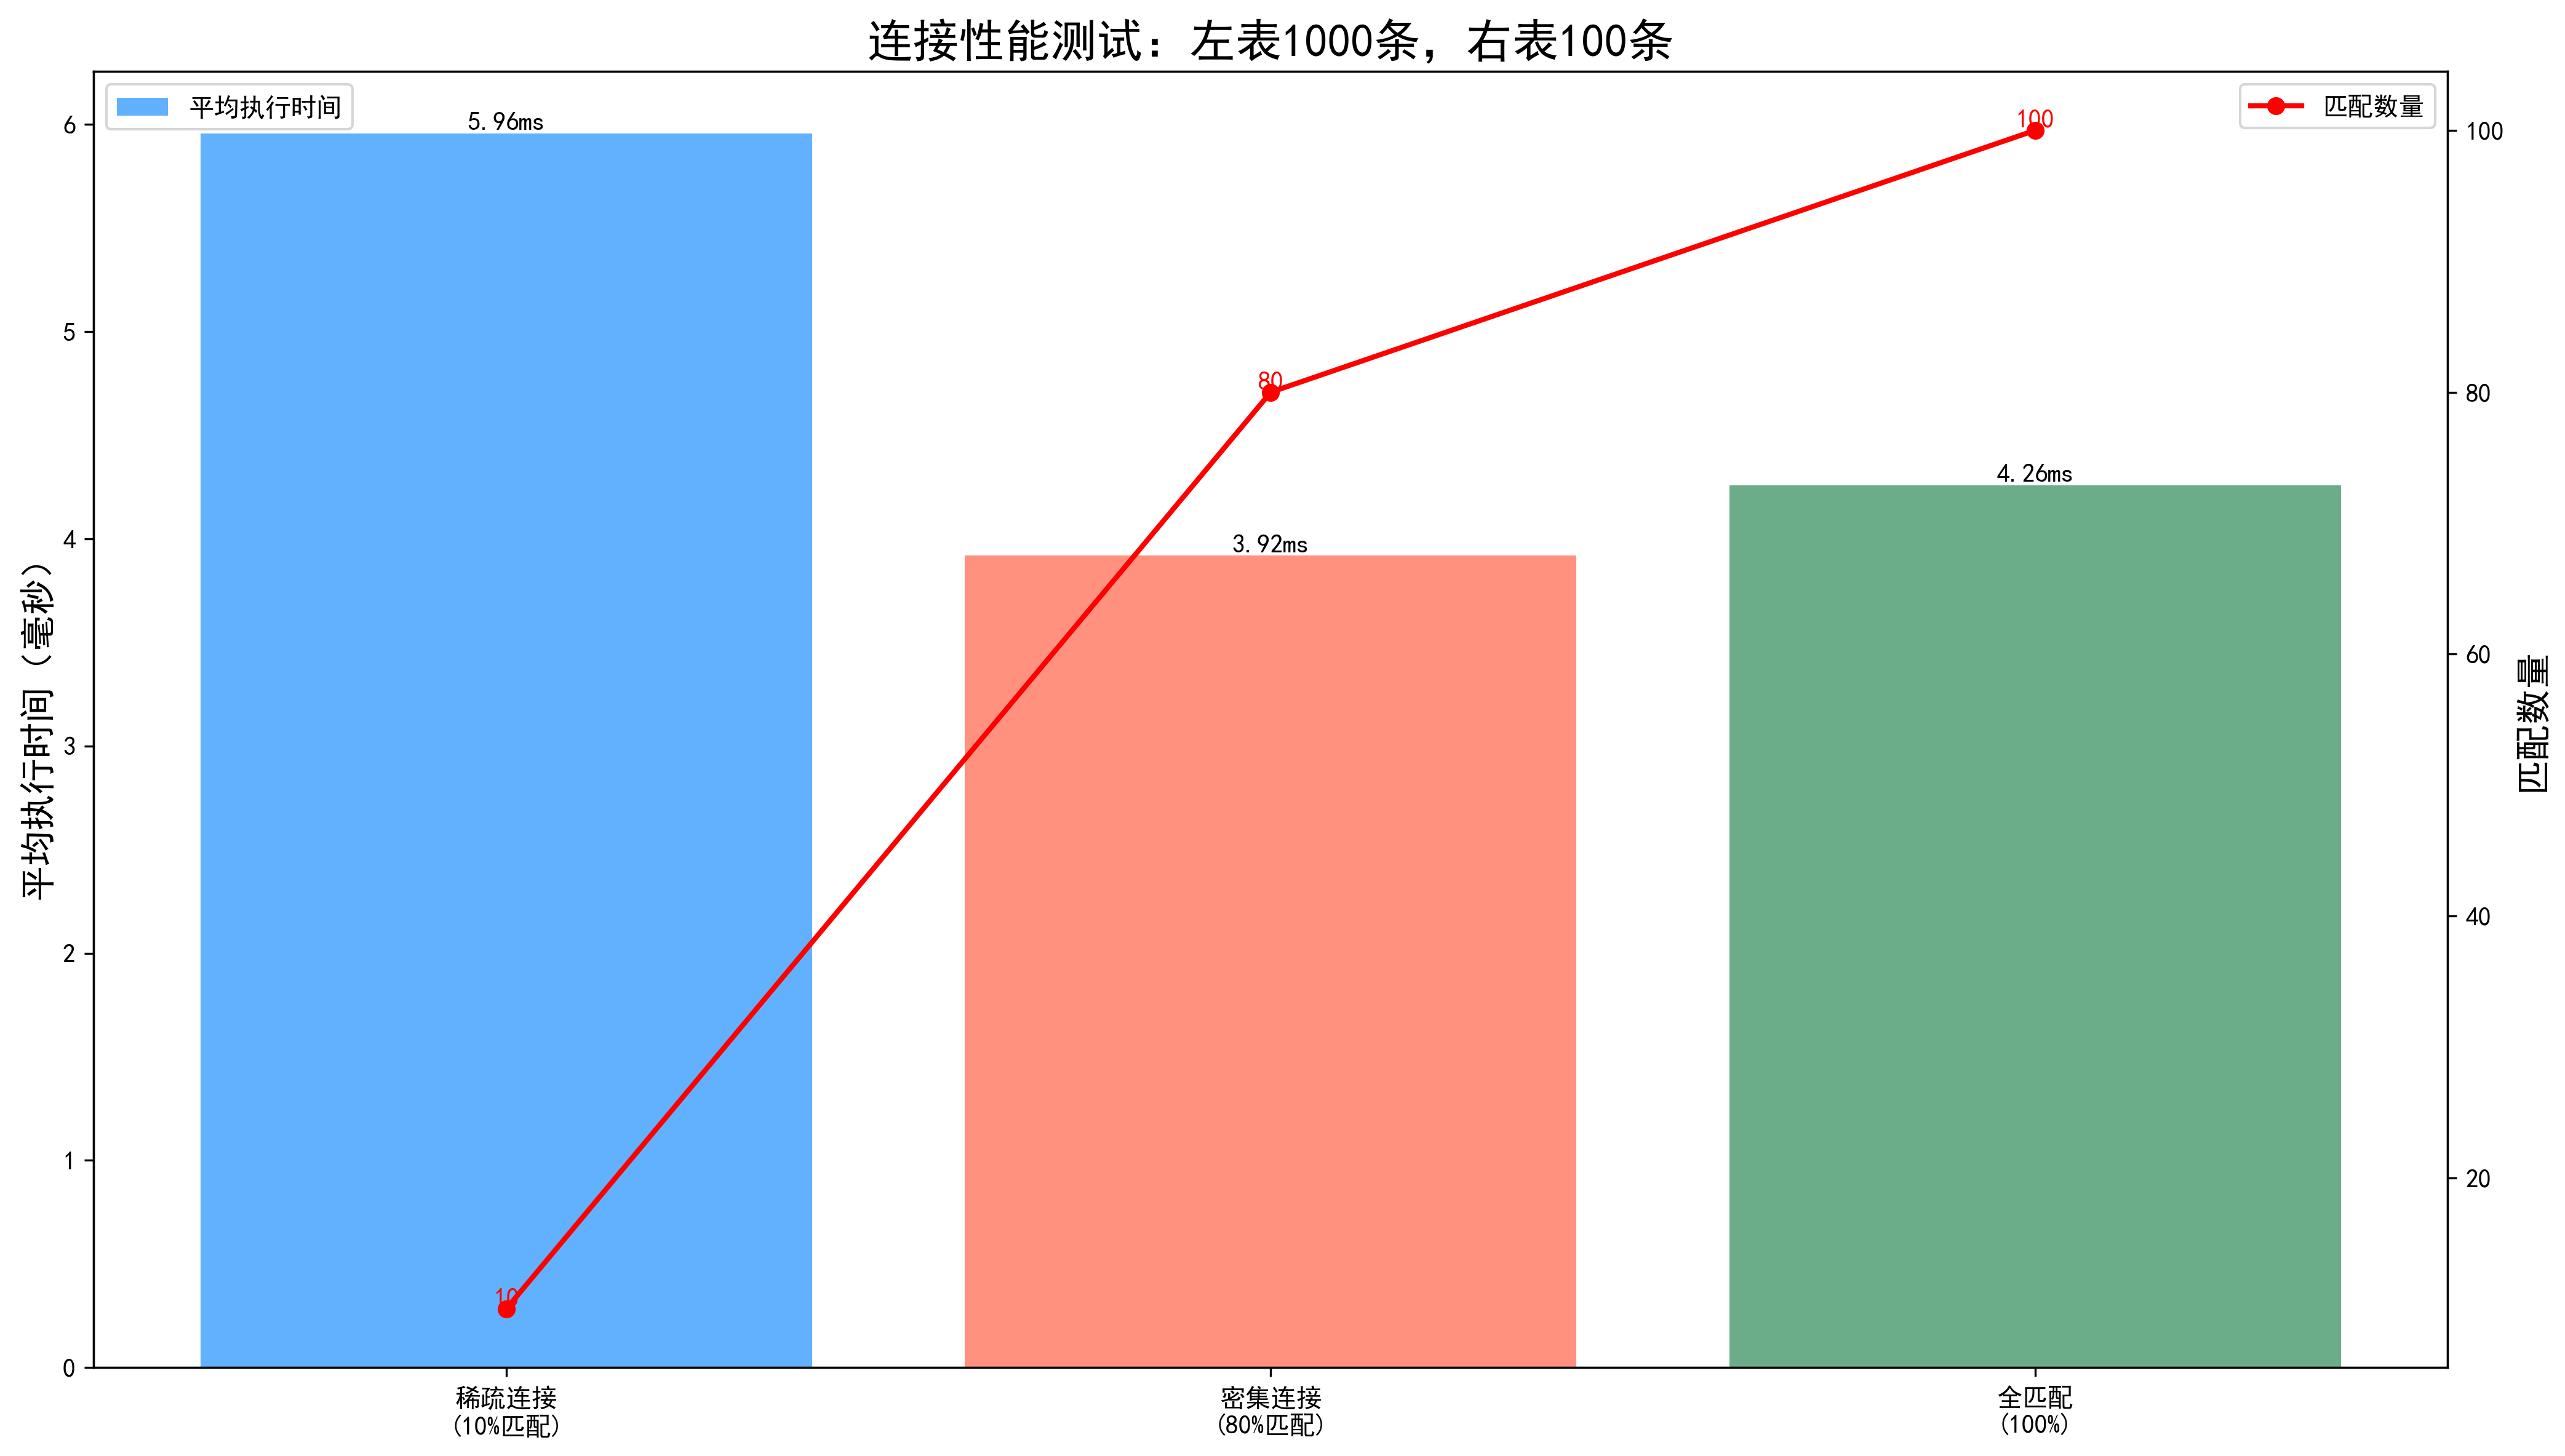 连接性能测试：左表1000条，右表100条
平均执行时间
匹配数量
5.96ms
3.92ms
4.26ms
10
80
100
平均执行时间（毫秒）
6
5
4
3
2
1
0
匹配数量
100
80
60
40
20
稀疏连接
(10%匹配)
密集连接
(80%匹配)
全匹配
(100%)